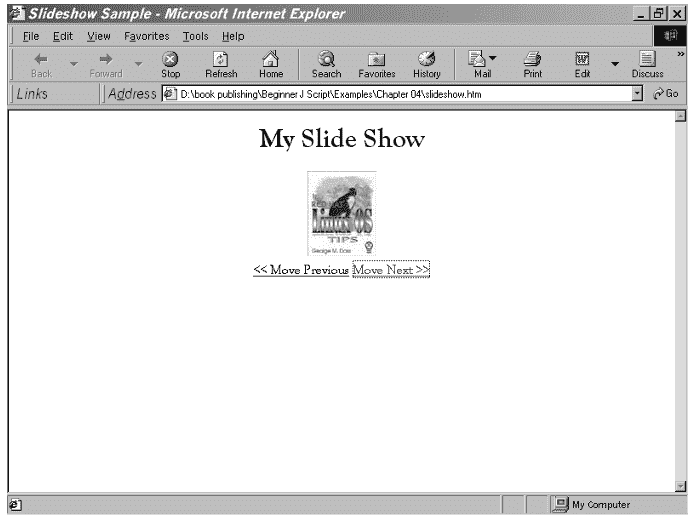 Slideshow Sample - Microsoft Internet Explorer
File Edit View Favorites Tools Help
Back Forward Stop Refresh Home Search Favorites History Mail Print Edit Discuss
Links Address D:\book publishing\Beginner J Script\Examples\Chapter 04\slideshow.htm Go
My Slide Show
Linux OS
TIPS
George M. Doss
<< Move Previous Move Next >>
My Computer